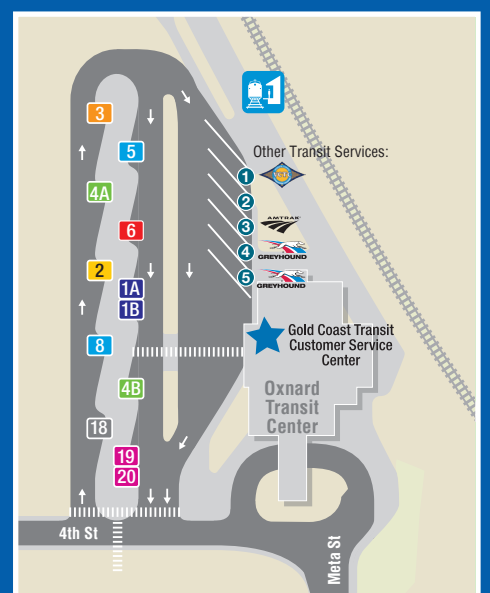 3
5
Other Transit Services:
1
4A
2
AMTRAK
3
6
4
GREYHOUND
2
5
GREYHOUND
1A
1B
8
Gold Coast Transit
Customer Service
Center
4B
Oxnard
Transit
Center
18
19
20
4th St
Meta St